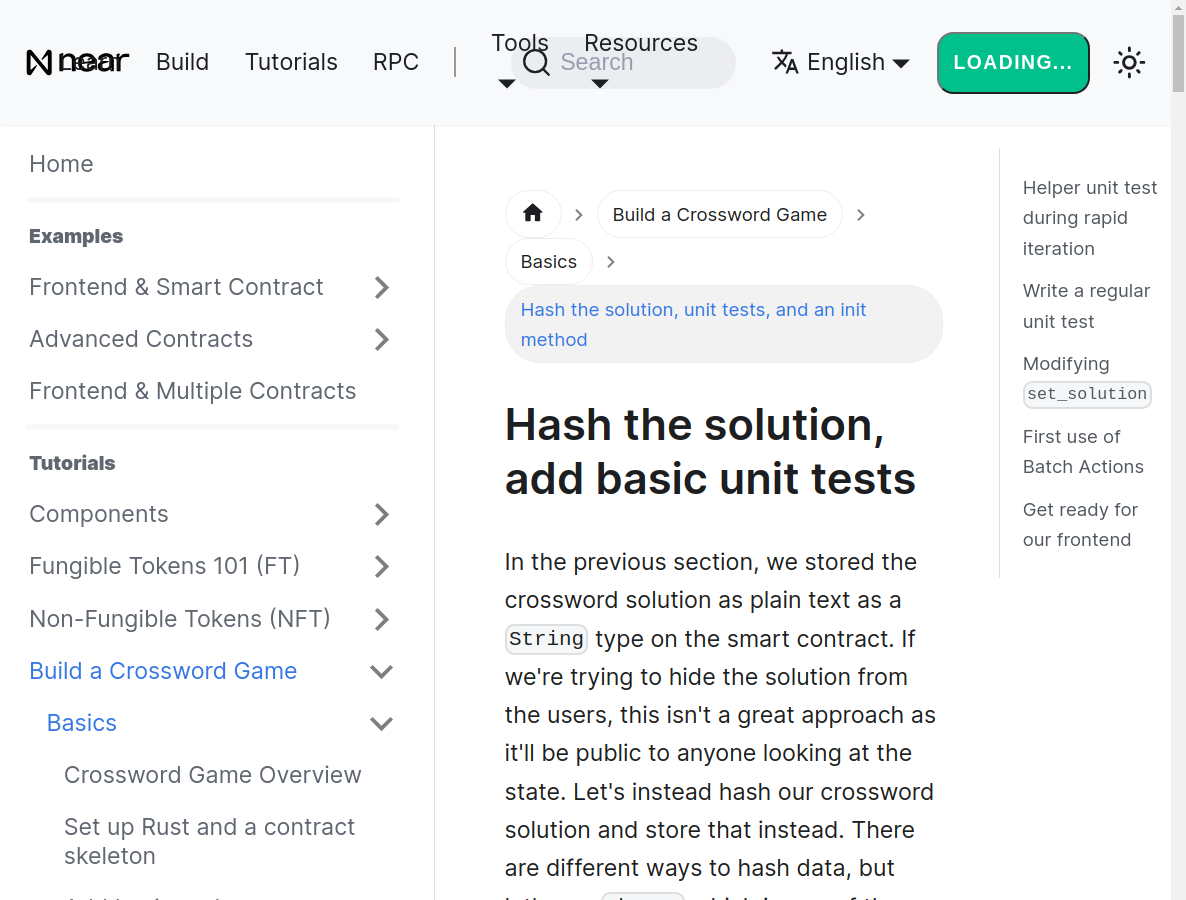 near
Learn
Build
Tutorials
RPC
Tools
Resources
Search
English
LOADING...
Home
Examples
Frontend & Smart Contract
Advanced Contracts
Frontend & Multiple Contracts
Tutorials
Components
Fungible Tokens 101 (FT)
Non-Fungible Tokens (NFT)
Build a Crossword Game
Basics
Crossword Game Overview
Set up Rust and a contract
skeleton
Build a Crossword Game
Basics
Hash the solution, unit tests, and an init
method
Hash the solution,
add basic unit tests
In the previous section, we stored the
crossword solution as plain text as a
String type on the smart contract. If
we're trying to hide the solution from
the users, this isn't a great approach as
it'll be public to anyone looking at the
state. Let's instead hash our crossword
solution and store that instead. There
are different ways to hash data, but
Helper unit test
during rapid
iteration
Write a regular
unit test
Modifying
set_solution
First use of
Batch Actions
Get ready for
our frontend